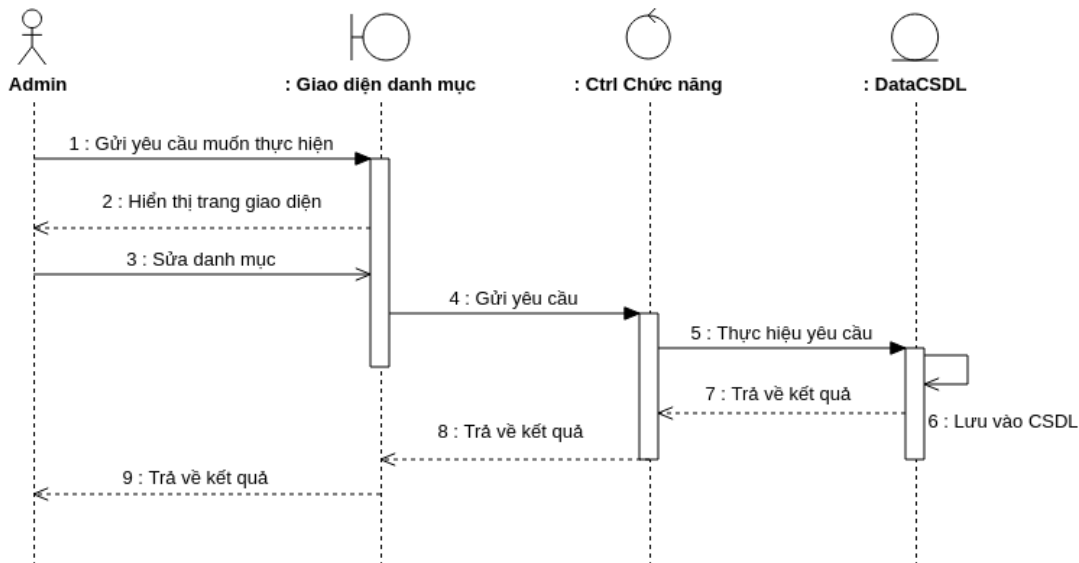 Admin
: Giao diện danh mục
: Ctrl Chức năng
: DataCSDL
1 : Gửi yêu cầu muốn thực hiện
2 : Hiển thị trang giao diện
3 : Sửa danh mục
4 : Gửi yêu cầu
5 : Thực hiệu yêu cầu
7 : Trả về kết quả
6 : Lưu vào CSDL
8 : Trả về kết quả
9 : Trả về kết quả